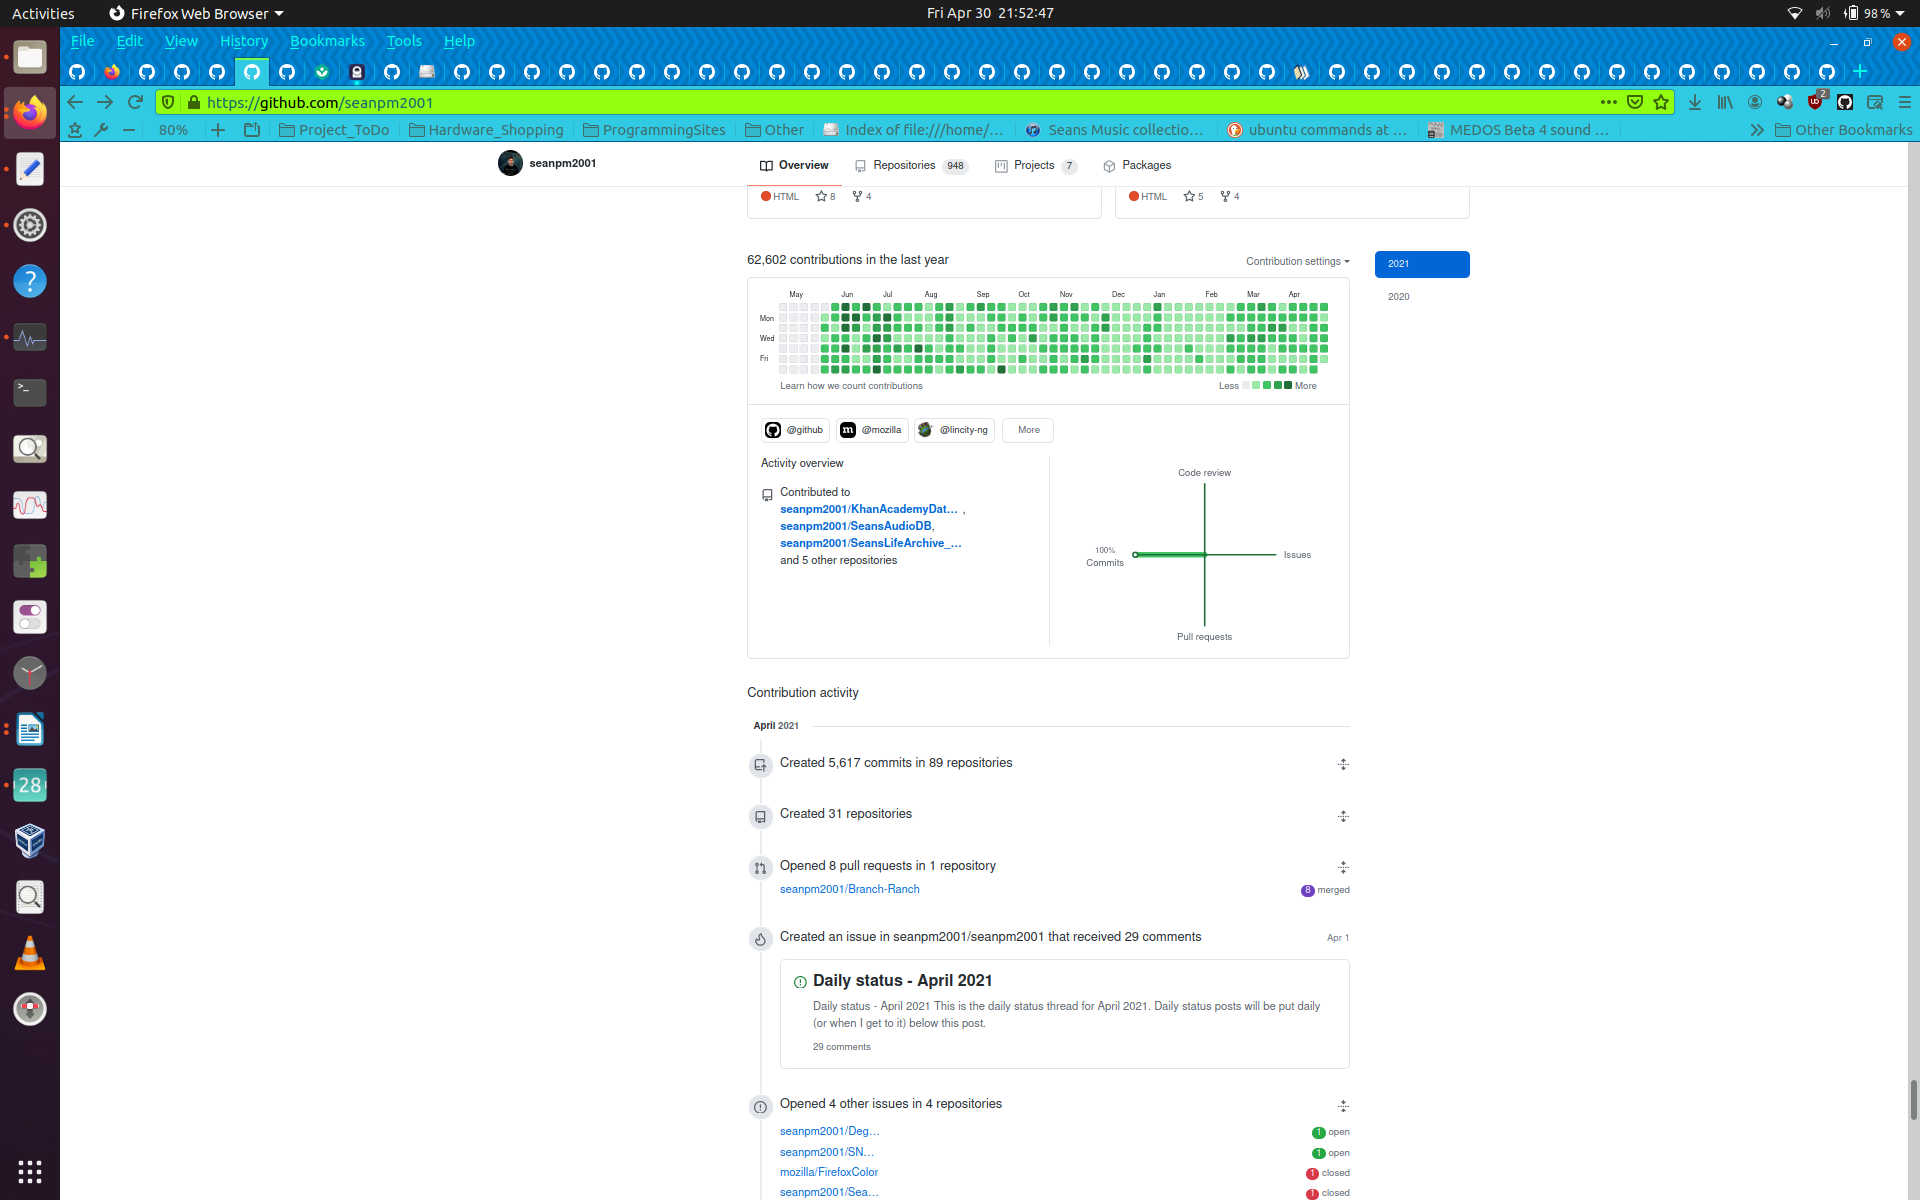 Activities
Firefox Web Browser
Fri Apr 30 21:52:47
98 %
File Edit View History Bookmarks Tools Help
https://github.com/seanpm2001
2
80%
Project_ToDo
Hardware_Shopping
ProgrammingSites
Other
Index of file:///home/...
Seans Music collectio...
ubuntu commands at ...
MEDOS Beta 4 sound ...
Other Bookmarks
seanpm2001
Overview
Repositories 948
Projects 7
Packages
HTML 8 4
HTML 5 4
62,602 contributions in the last year
Contribution settings
2021
2020
May Jun Jul Aug Sep Oct Nov Dec Jan Feb Mar Apr
Mon
Wed
Fri
Learn how we count contributions
Less More
@github
@mozilla
@lincity-ng
More
Activity overview
Contributed to
seanpm2001/KhanAcademyDat... ,
seanpm2001/SeansAudioDB,
seanpm2001/SeansLifeArchive_...
and 5 other repositories
Code review
100%
Commits
Issues
Pull requests
Contribution activity
April 2021
Created 5,617 commits in 89 repositories
Created 31 repositories
Opened 8 pull requests in 1 repository
seanpm2001/Branch-Ranch
8 merged
Created an issue in seanpm2001/seanpm2001 that received 29 comments
Apr 1
Daily status - April 2021
Daily status - April 2021 This is the daily status thread for April 2021. Daily status posts will be put daily
(or when I get to it) below this post.
29 comments
Opened 4 other issues in 4 repositories
seanpm2001/Deg...
1 open
seanpm2001/SN...
1 open
mozilla/FirefoxColor
1 closed
seanpm2001/Sea...
1 closed
28